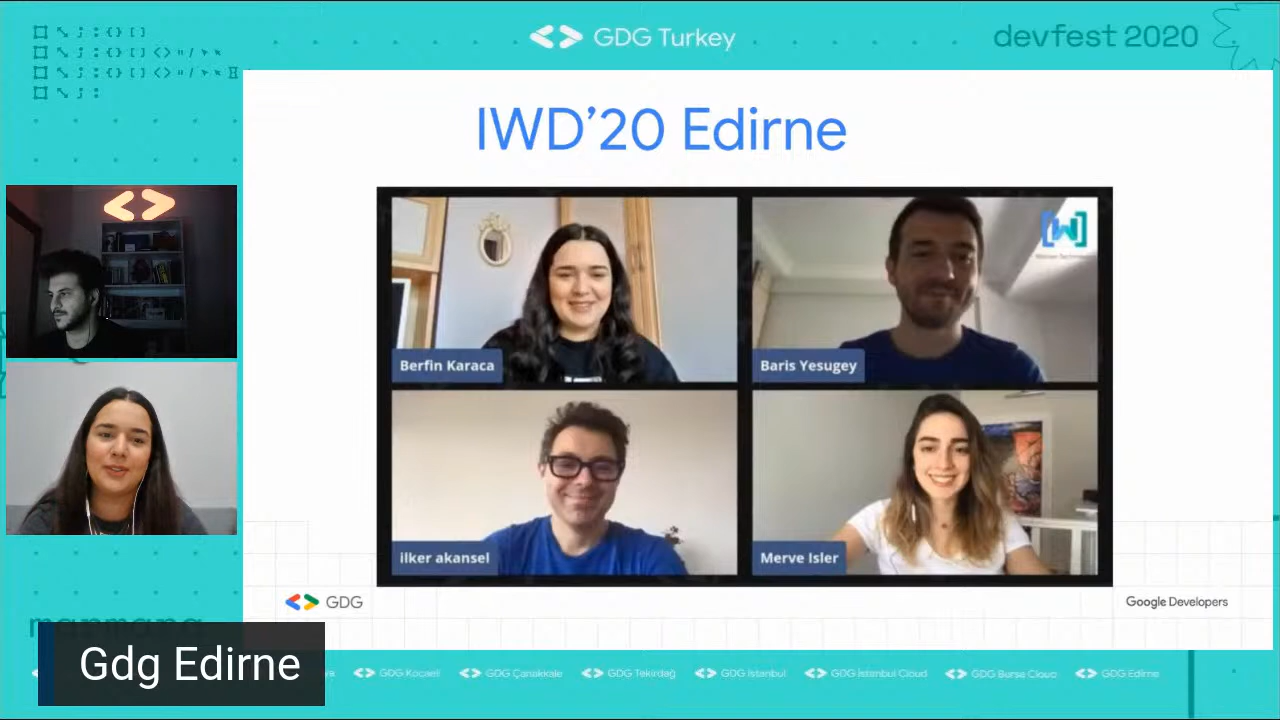 GDG Turkey
devfest 2020
IWD’20 Edirne
Berfin Karaca
Baris Yesugey
ilker akansel
Merve Isler
GDG
Google Developers
marmara
Gdg Edirne
GDG Kocaeli
GDG Çanakkale
GDG Tekirdağ
GDG İstanbul
GDG İstanbul Cloud
GDG Bursa Cloud
GDG Edirne